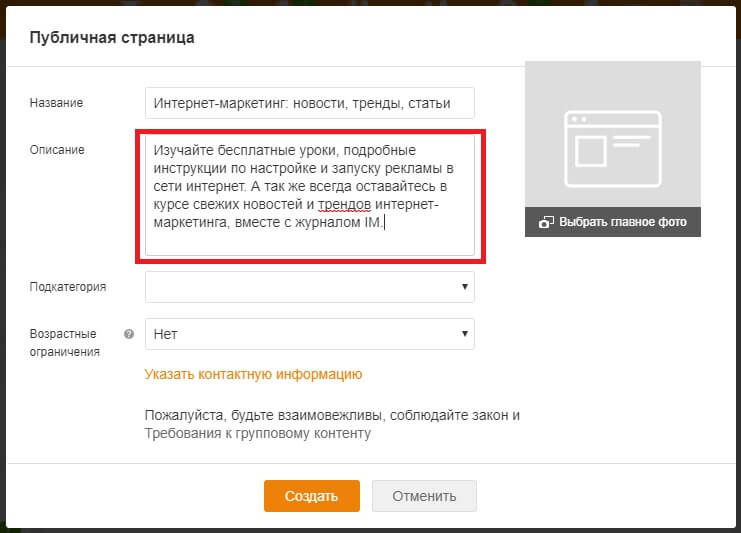 Публичная страница
Название
Интернет-маркетинг: новости, тренды, статьи
Описание
Изучайте бесплатные уроки, подробные
инструкции по настройке и запуску рекламы в
сети интернет. А так же всегда оставайтесь в
курсе свежих новостей и трендов интернет-
маркетинга, вместе с журналом IM.
Выбрать главное фото
Подкатегория
Возрастные
ограничения
?
Нет
Указать контактную информацию
Пожалуйста, будьте взаимовежливы, соблюдайте закон и
Требования к групповому контенту
Создать
Отменить